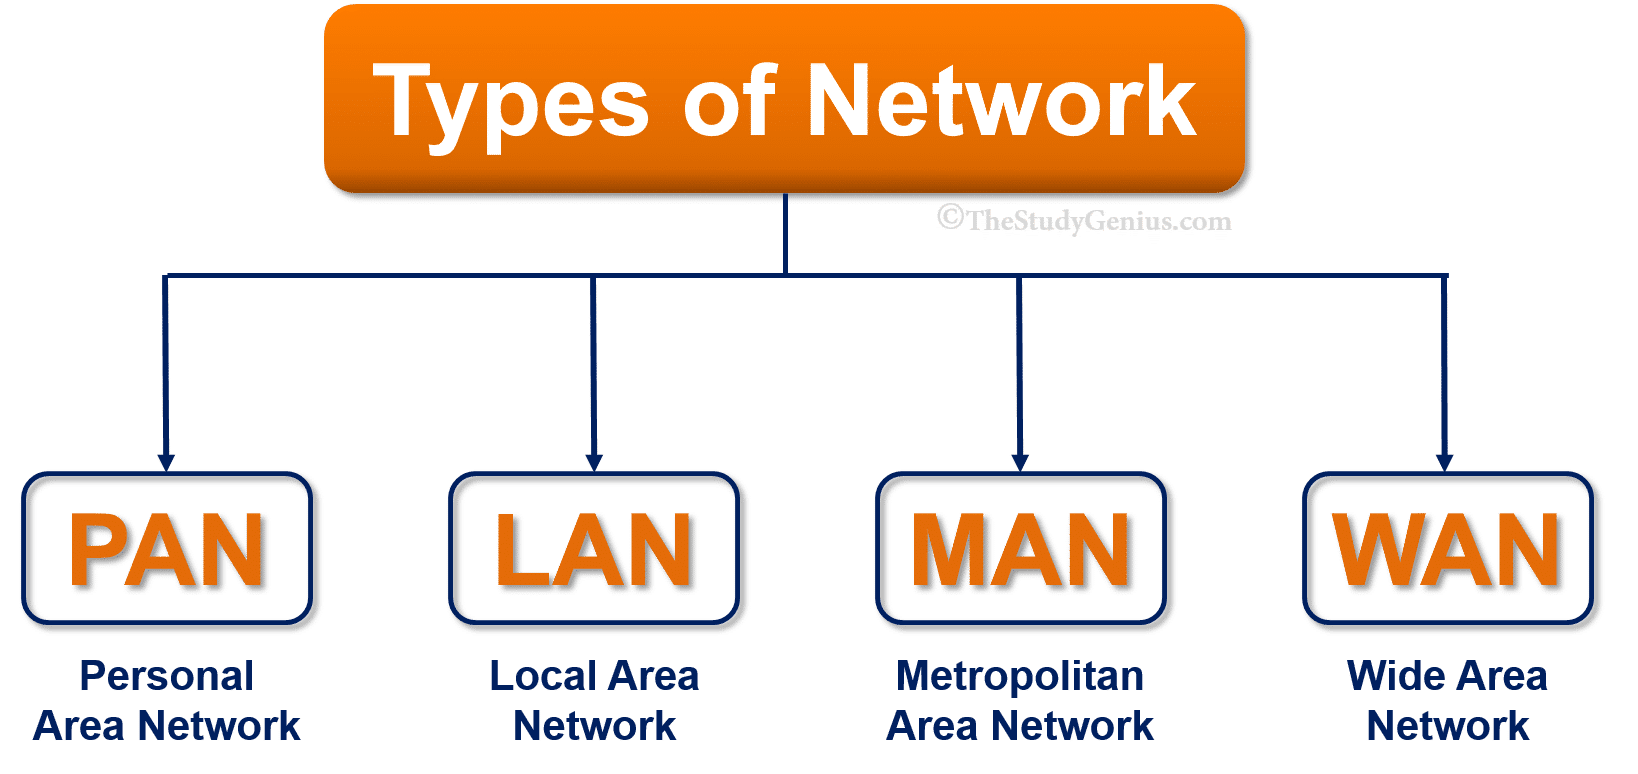 Types of Network
©TheStudyGenius.com
PAN
LAN
MAN
WAN
Personal
Area Network
Local Area
Network
Metropolitan
Area Network
Wide Area
Network